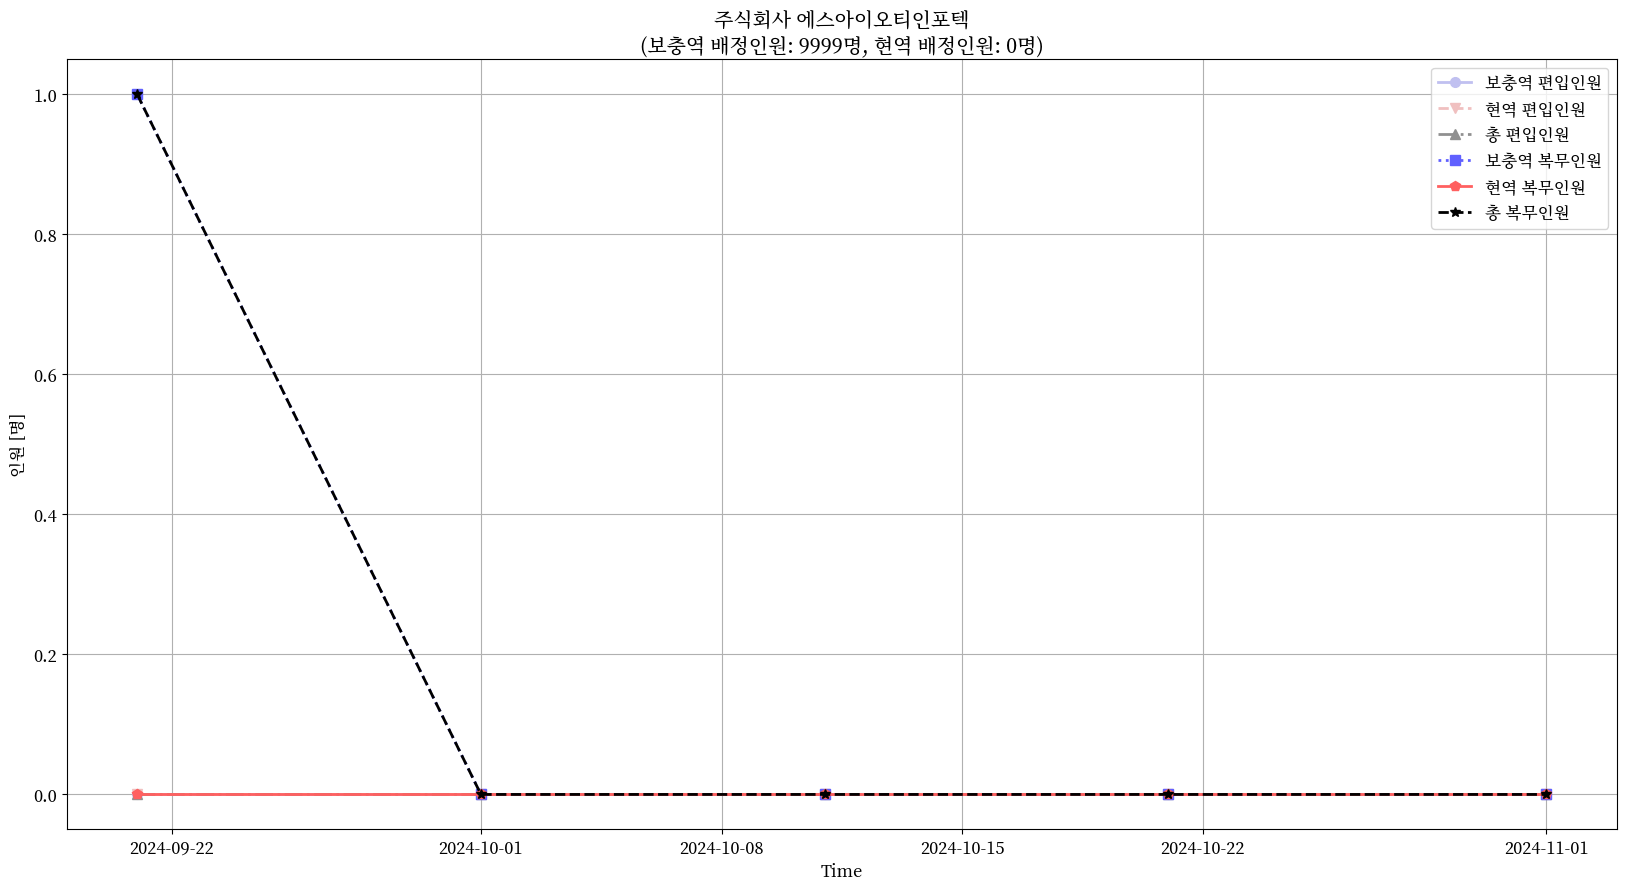 주식회사 에스아이오티인포텍
(보충역 배정인원: 9999명, 현역 배정인원: 0명)
보충역 편입인원
현역 편입인원
총 편입인원
보충역 복무인원
현역 복무인원
총 복무인원
1.0
0.8
0.6
0.4
0.2
0.0
인원 [명]
2024-09-22
2024-10-01
2024-10-08
2024-10-15
2024-10-22
2024-11-01
Time